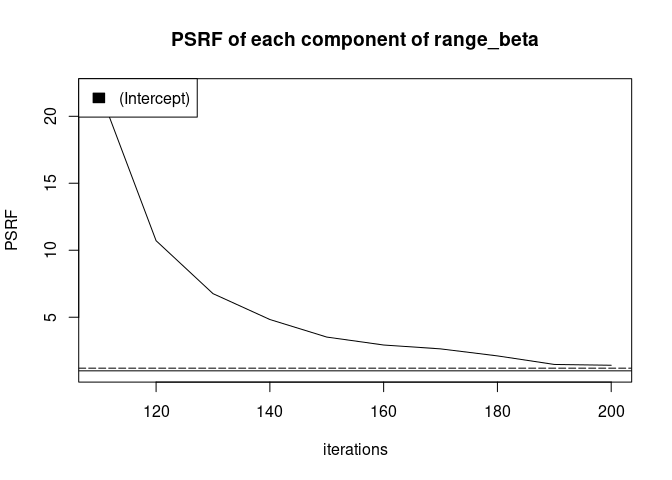 PSRF of each component of range_beta
(Intercept)
20
15
10
5
PSRF
120 140 160 180 200
iterations